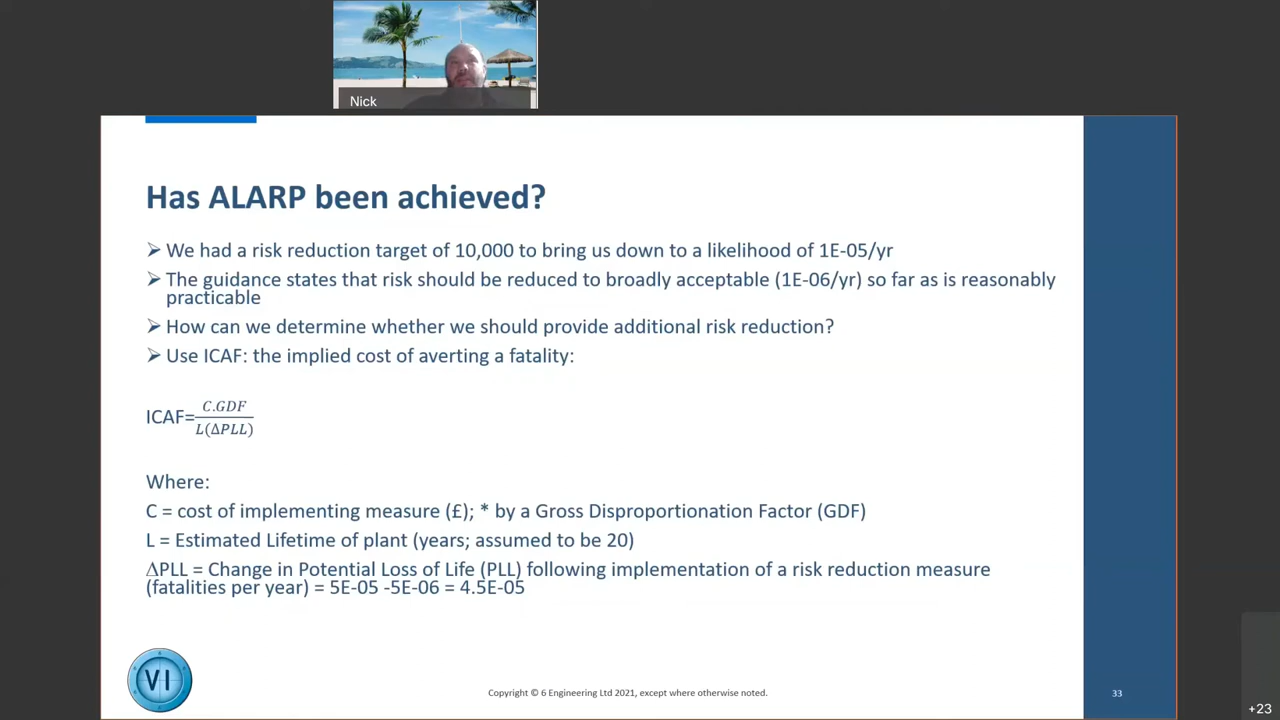 Nick
Has ALARP been achieved?
➢ We had a risk reduction target of 10,000 to bring us down to a likelihood of 1E-05/yr
➢ The guidance states that risk should be reduced to broadly acceptable (1E-06/yr) so far as is reasonably
practicable
➢ How can we determine whether we should provide additional risk reduction?
➢ Use ICAF: the implied cost of averting a fatality:
ICAF=C.GDF/L(ΔPLL)
Where:
C = cost of implementing measure (£); * by a Gross Disproportionation Factor (GDF)
L = Estimated Lifetime of plant (years; assumed to be 20)
ΔPLL = Change in Potential Loss of Life (PLL) following implementation of a risk reduction measure
(fatalities per year) = 5E-05 -5E-06 = 4.5E-05
VI
Copyright © 6 Engineering Ltd 2021, except where otherwise noted.
33
+23